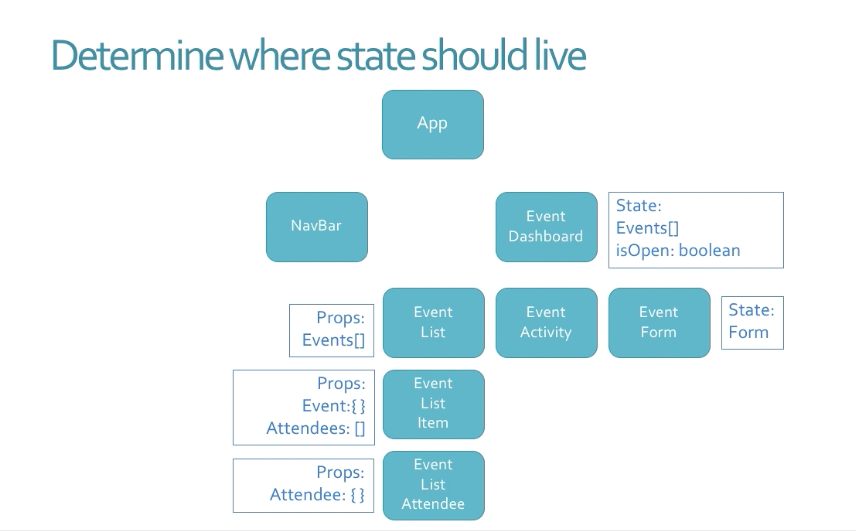 Determine where state should live
App
NavBar
Event
Dashboard
State:
Events[]
isOpen: boolean
Props:
Events[]
Event
List
Event
Activity
Event
Form
State:
Form
Props:
Event:{}
Attendees: []
Event
List
Item
Props:
Attendee: {}
Event
List
Attendee